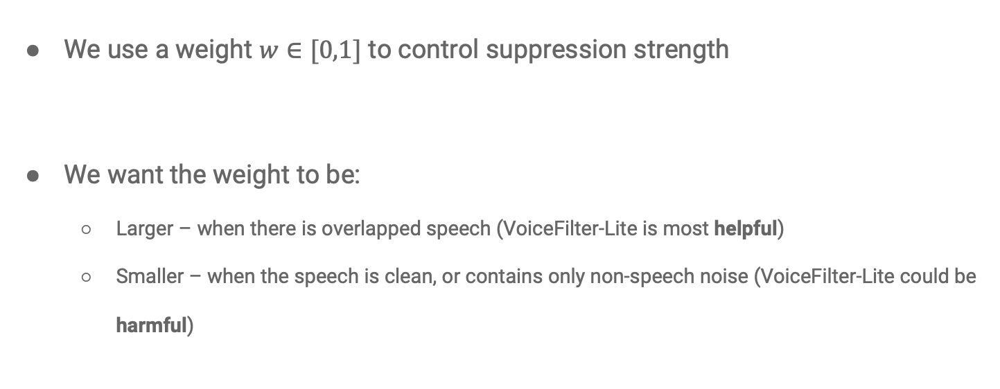 ● We use a weight w ∈ [0,1] to control suppression strength
● We want the weight to be:
○ Larger – when there is overlapped speech (VoiceFilter-Lite is most helpful)
○ Smaller – when the speech is clean, or contains only non-speech noise (VoiceFilter-Lite could be
harmful)